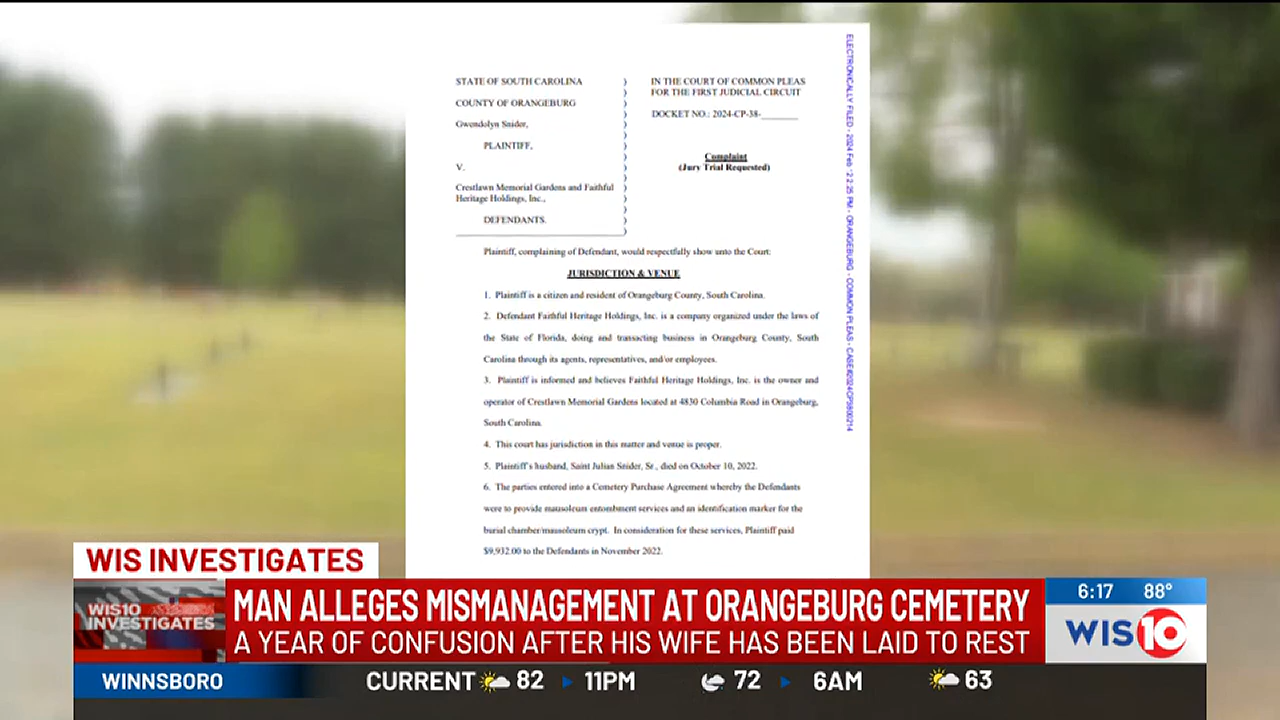 STATE OF SOUTH CAROLINA
COUNTY OF ORANGEBURG
Gwendolyn Snider,
PLAINTIFF,
V.
Crestlawn Memorial Gardens and Faithful
Heritage Holdings, Inc.,
DEFENDANTS.
IN THE COURT OF COMMON PLEAS
FOR THE FIRST JUDICIAL CIRCUIT
DOCKET NO.: 2024-CP-38-________
Complaint
(Jury Trial Requested)
ELECTRONICALLY FILED - 2024 Feb 12 2:25 PM - ORANGEBURG - COMMON PLEAS - CASE#2024CP3800214
Plaintiff, complaining of Defendant, would respectfully show unto the Court:
JURISDICTION & VENUE
1. Plaintiff is a citizen and resident of Orangeburg County, South Carolina.
2. Defendant Faithful Heritage Holdings, Inc. is a company organized under the laws of
the State of Florida, doing and transacting business in Orangeburg County, South
Carolina through its agents, representatives, and/or employees.
3. Plaintiff is informed and believes Faithful Heritage Holdings, Inc. is the owner and
operator of Crestlawn Memorial Gardens located at 4830 Columbia Road in Orangeburg,
South Carolina.
4. This court has jurisdiction in this matter and venue is proper.
5. Plaintiff's husband, Saint Julian Snider, Sr., died on October 10, 2022.
6. The parties entered into a Cemetery Purchase Agreement whereby the Defendants
were to provide mausoleum entombment services and an identification marker for the
burial chamber/mausoleum crypt. In consideration for these services, Plaintiff paid
$9,932.00 to the Defendants in November 2022.
WIS INVESTIGATES
WIS10
INVESTIGATES
MAN ALLEGES MISMANAGEMENT AT ORANGEBURG CEMETERY
A YEAR OF CONFUSION AFTER HIS WIFE HAS BEEN LAID TO REST
6:17 88°
WIS10
WINNSBORO CURRENT 82 11PM 72 6AM 63